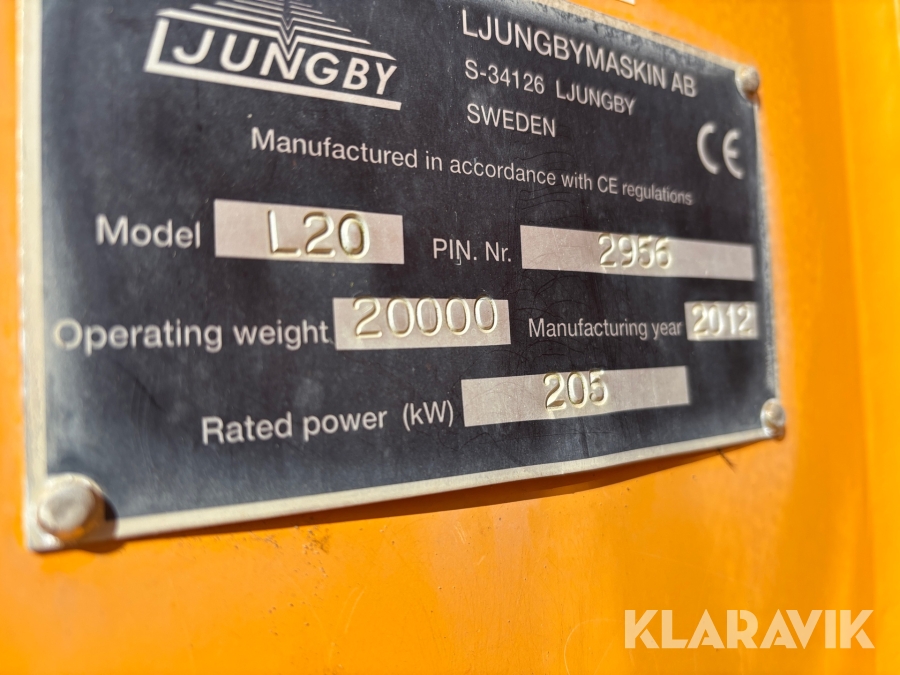 LJUNGBY
LJUNGBYMASKIN AB
S-34126 LJUNGBY
SWEDEN
CE
Manufactured in accordance with CE regulations
Model L20 PIN. Nr. 2956
Operating weight 20000 Manufacturing year 2012
Rated power (kW) 205
KLARAVIK